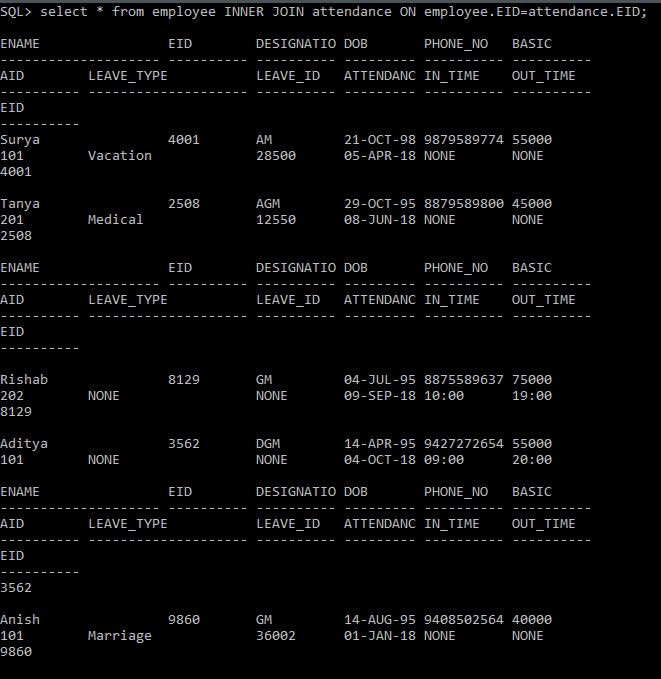 SQL> select * from employee INNER JOIN attendance ON employee.EID=attendance.EID;
ENAME                EID        DESIGNATIO DOB       PHONE_NO   BASIC
-------------------- ---------- ---------- --------- ---------- ----------
AID        LEAVE_TYPE           LEAVE_ID   ATTENDANC IN_TIME    OUT_TIME
---------- -------------------- ---------- --------- ---------- ----------
EID
----------
Surya                4001       AM         21-OCT-98 9879589774 55000
101        Vacation             28500      05-APR-18 NONE       NONE
4001
Tanya                2508       AGM        29-OCT-95 8879589800 45000
201        Medical              12550      08-JUN-18 NONE       NONE
2508
ENAME                EID        DESIGNATIO DOB       PHONE_NO   BASIC
-------------------- ---------- ---------- --------- ---------- ----------
AID        LEAVE_TYPE           LEAVE_ID   ATTENDANC IN_TIME    OUT_TIME
---------- -------------------- ---------- --------- ---------- ----------
EID
----------
Rishab               8129       GM         04-JUL-95 8875589637 75000
202        NONE                 NONE       09-SEP-18 10:00      19:00
8129
Aditya               3562       DGM        14-APR-95 9427272654 55000
101        NONE                 NONE       04-OCT-18 09:00      20:00
ENAME                EID        DESIGNATIO DOB       PHONE_NO   BASIC
-------------------- ---------- ---------- --------- ---------- ----------
AID        LEAVE_TYPE           LEAVE_ID   ATTENDANC IN_TIME    OUT_TIME
---------- -------------------- ---------- --------- ---------- ----------
EID
----------
3562
Anish                9860       GM         14-AUG-95 9408502564 40000
101        Marriage             36002      01-JAN-18 NONE       NONE
9860